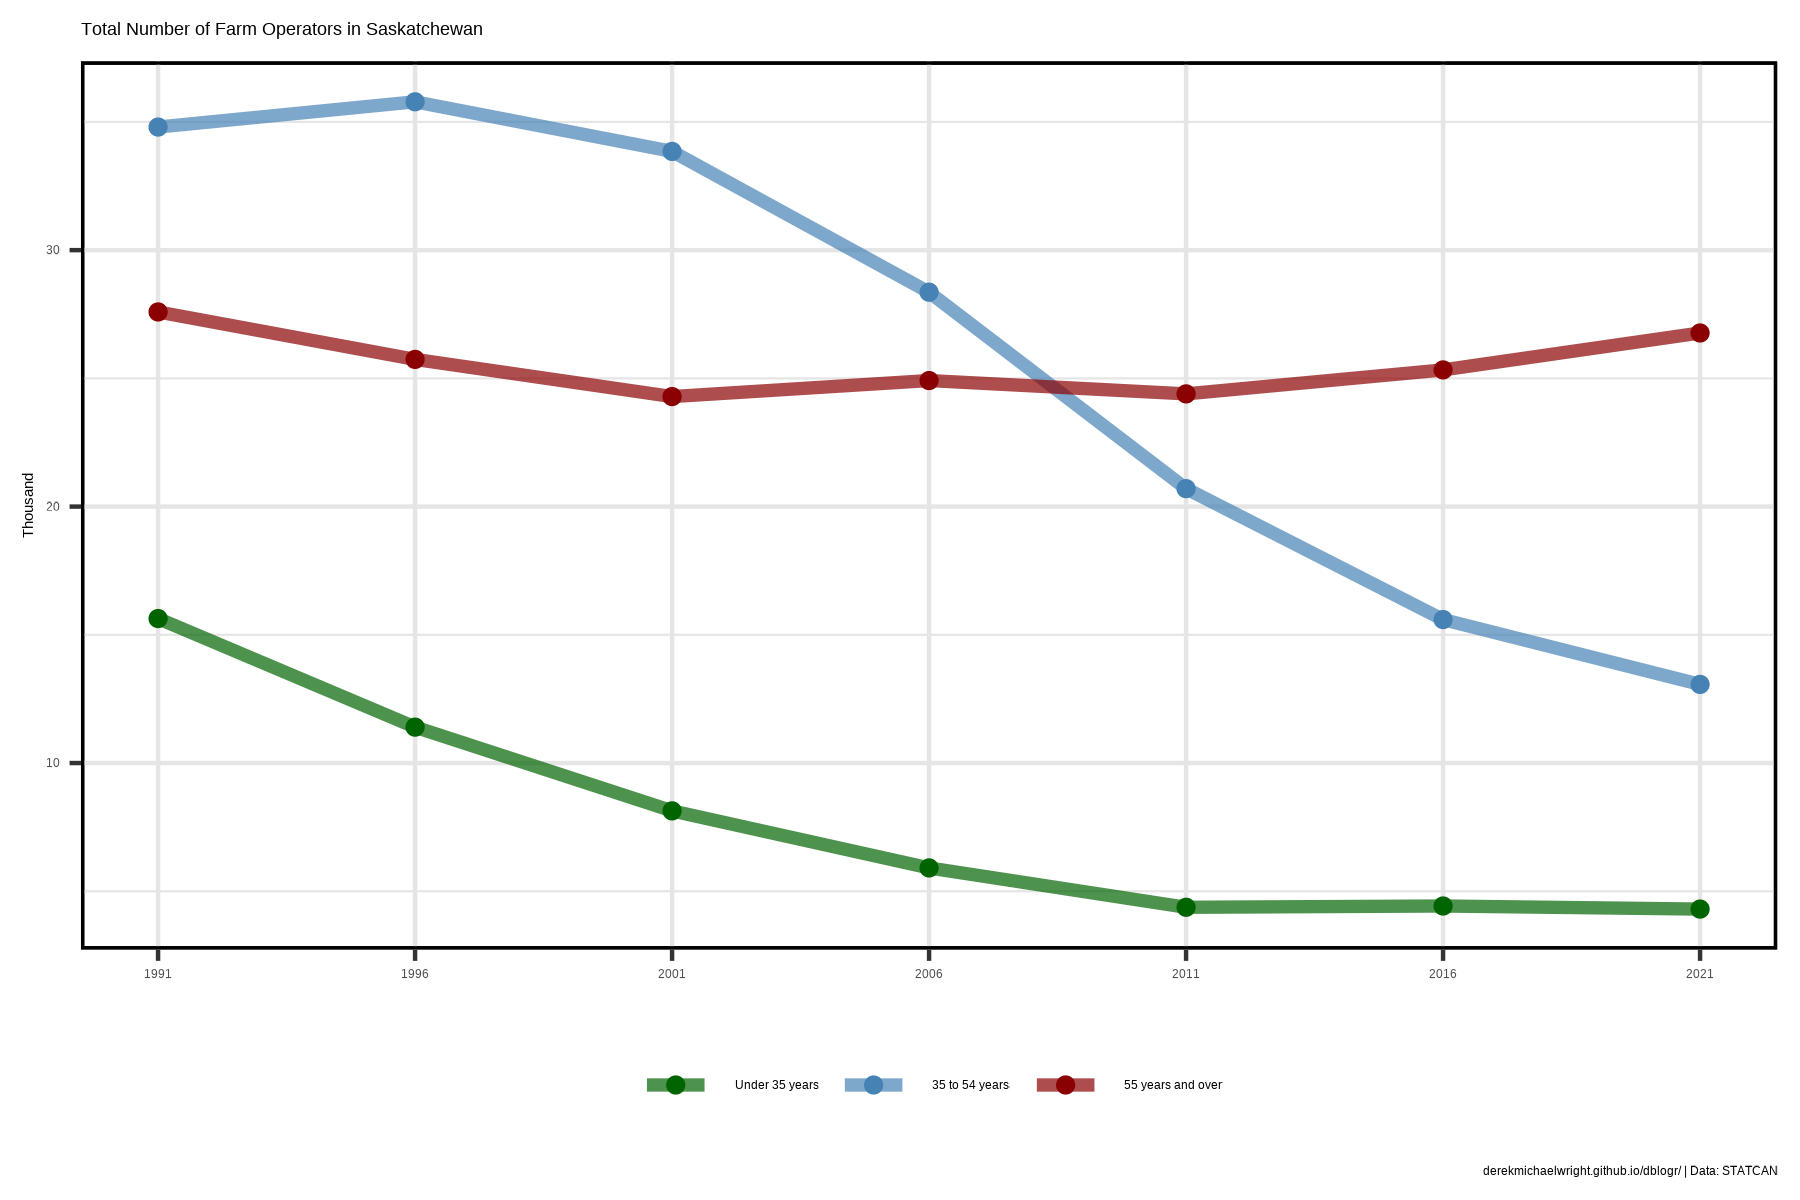 Total Number of Farm Operators in Saskatchewan
Thousand
30
20
10
1991 1996 2001 2006 2011 2016 2021
Under 35 years 35 to 54 years 55 years and over
derekmichaelwright.github.io/dblogr/ | Data: STATCAN